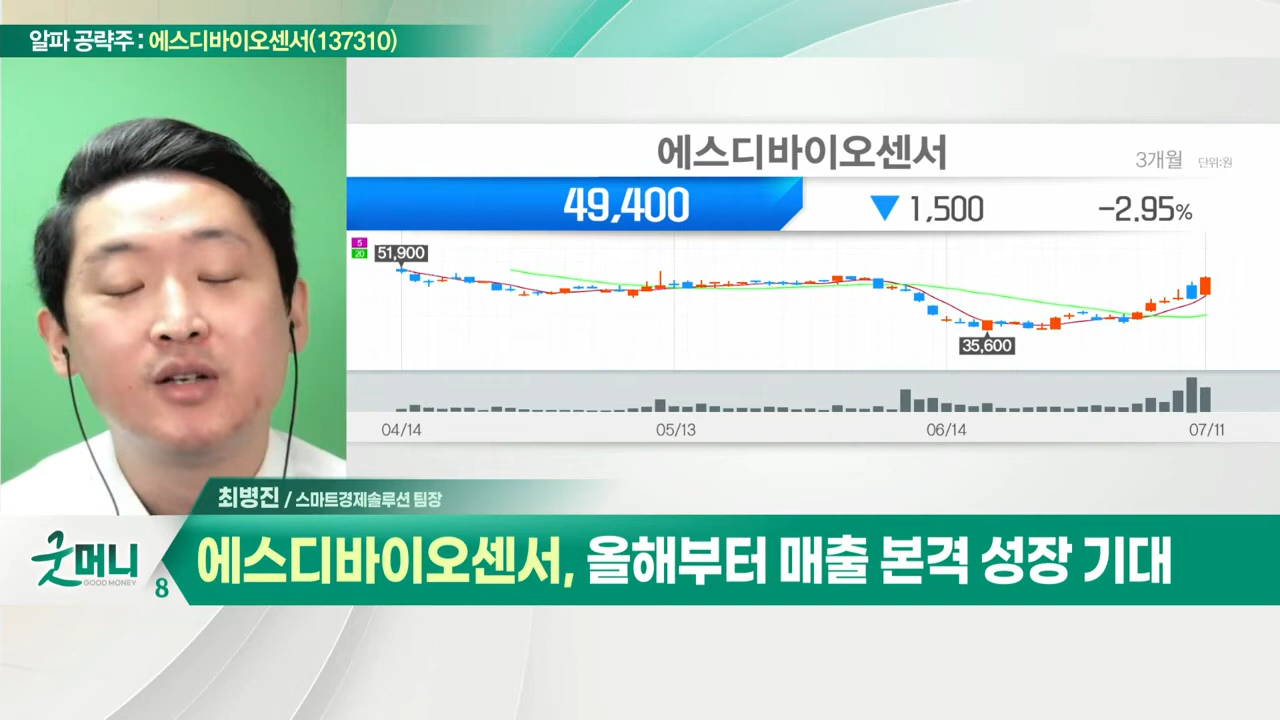 알파 공략주 : 에스디바이오센서(137310)
에스디바이오센서
3개월 단위:원
49,400 ▼ 1,500 -2.95%
5
20
51,900
35,600
04/14 05/13 06/14 07/11
최병진 / 스마트경제솔루션 팀장
굿머니
GOOD MONEY
8
에스디바이오센서, 올해부터 매출 본격 성장 기대